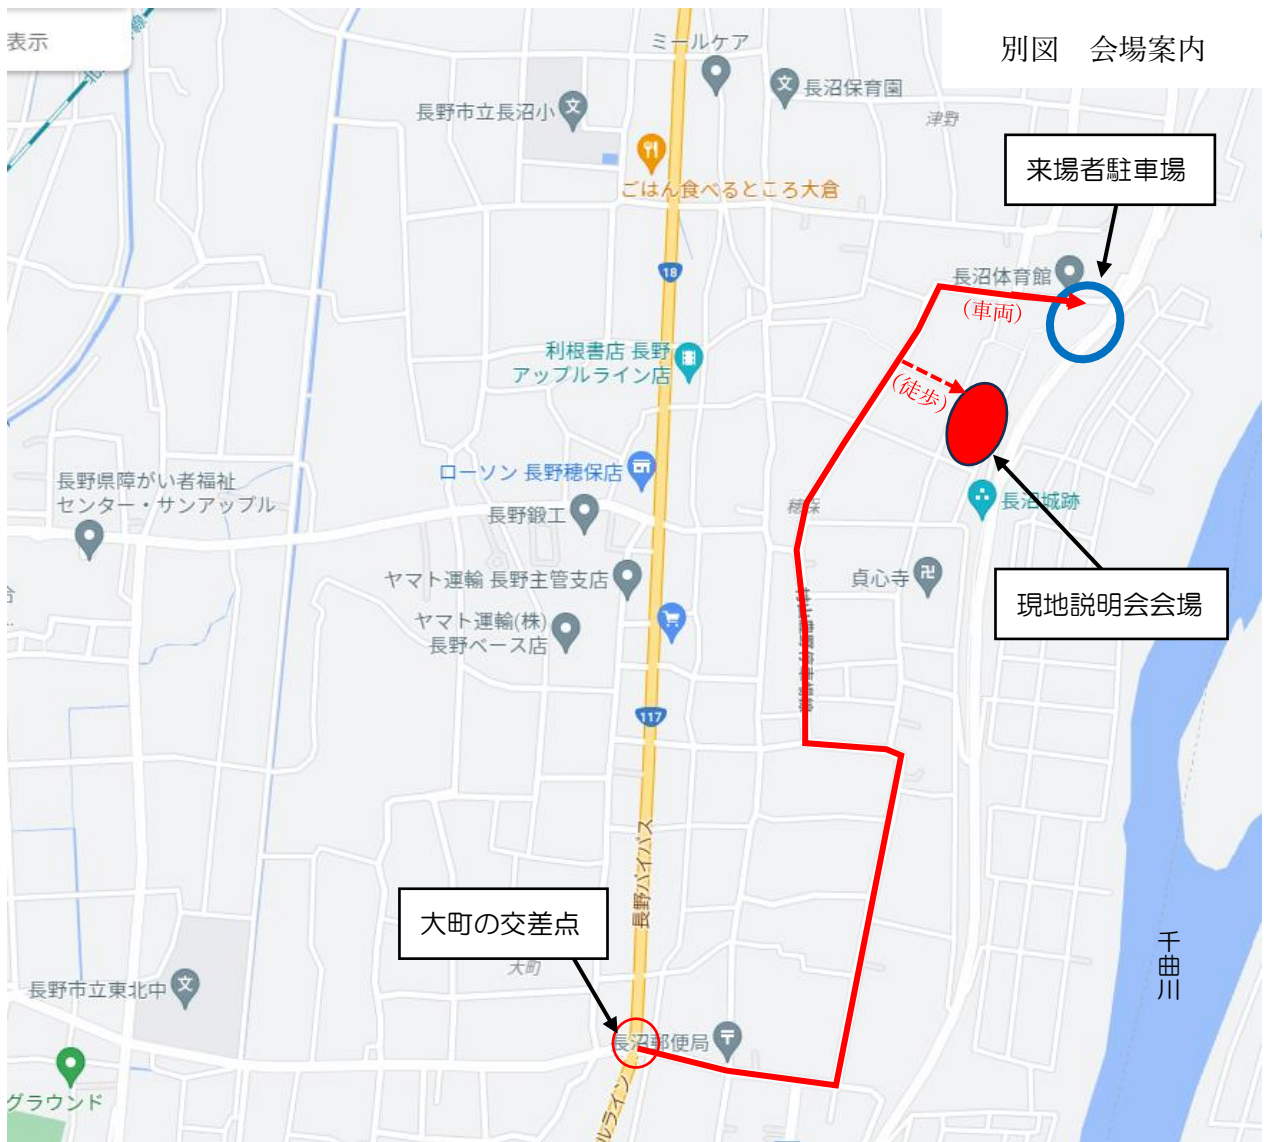 表示
別図　会場案内
ミールケア
長沼保育園
長野市立長沼小
津野
来場者駐車場
ごはん食べるところ大倉
18
長沼体育館
(車両)
利根書店 長野
アップルライン店
(徒歩)
ローソン 長野穂保店
長野県障がい者福祉
センター・サンアップル
長野鍛工
穂保
長沼城跡
ヤマト運輸 長野主管支店
貞心寺
現地説明会会場
ヤマト運輸(株)
長野ベース店
117
長野バイパス
大町の交差点
大町
千曲川
長野市立東北中
長沼郵便局
グラウンド
ルライン